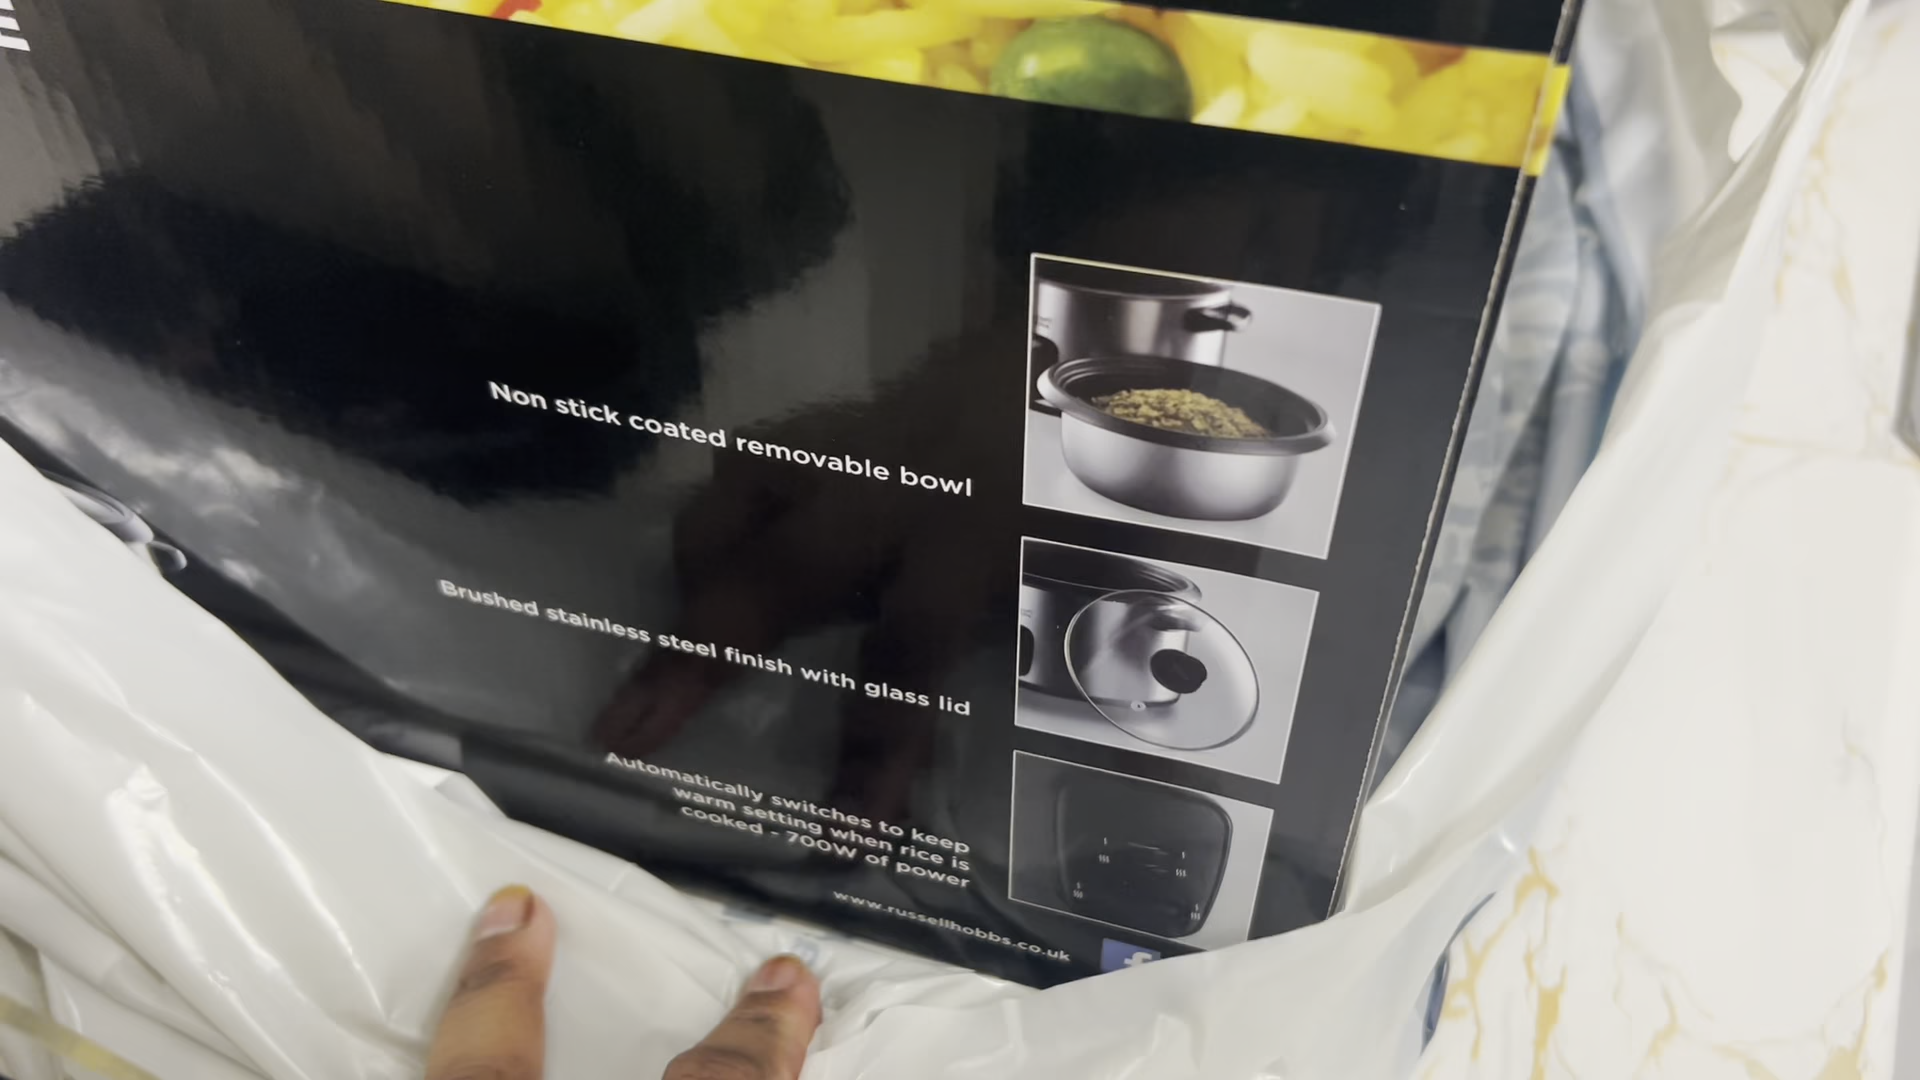 Non stick coated removable bowl
Brushed stainless steel finish with glass lid
Automatically switches to keep
warm setting when rice is
cooked - 700W of power
www.russellhobbs.co.uk
f